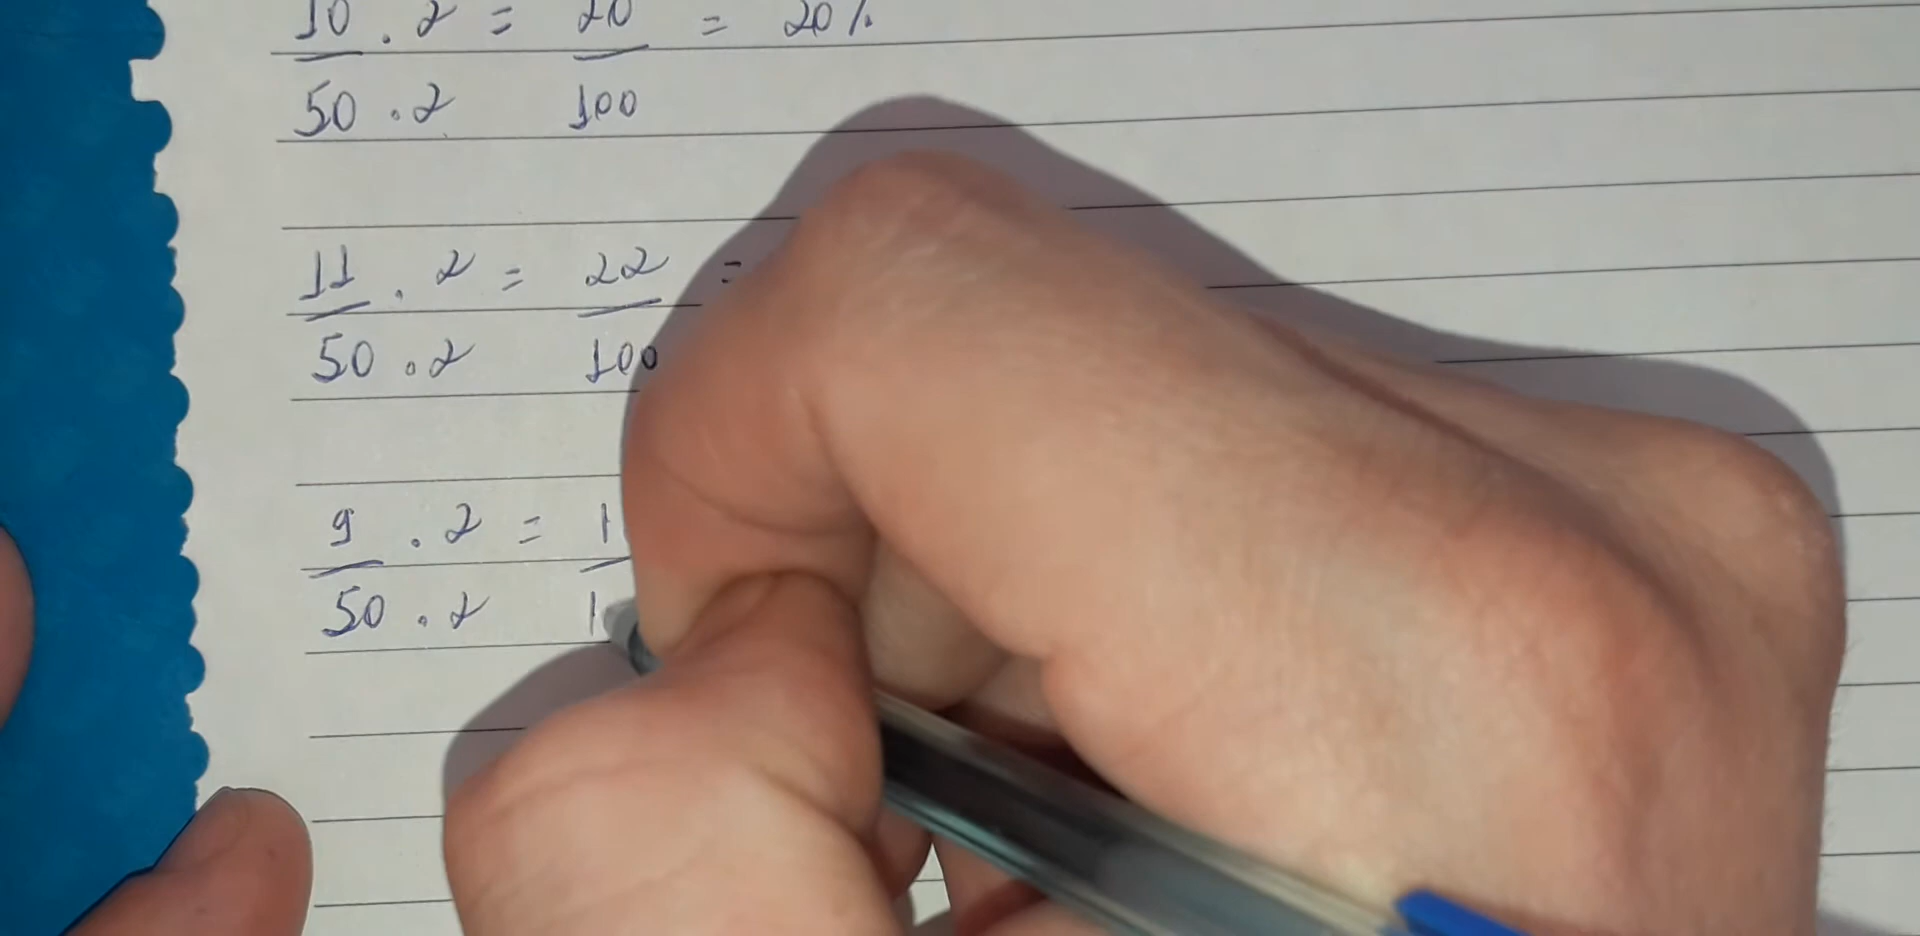 10 . 2 = 20 = 20%
50 . 2 100
11 . 2 = 22 =
50 . 2 100
9 . 2 = 1
50 . 2 1